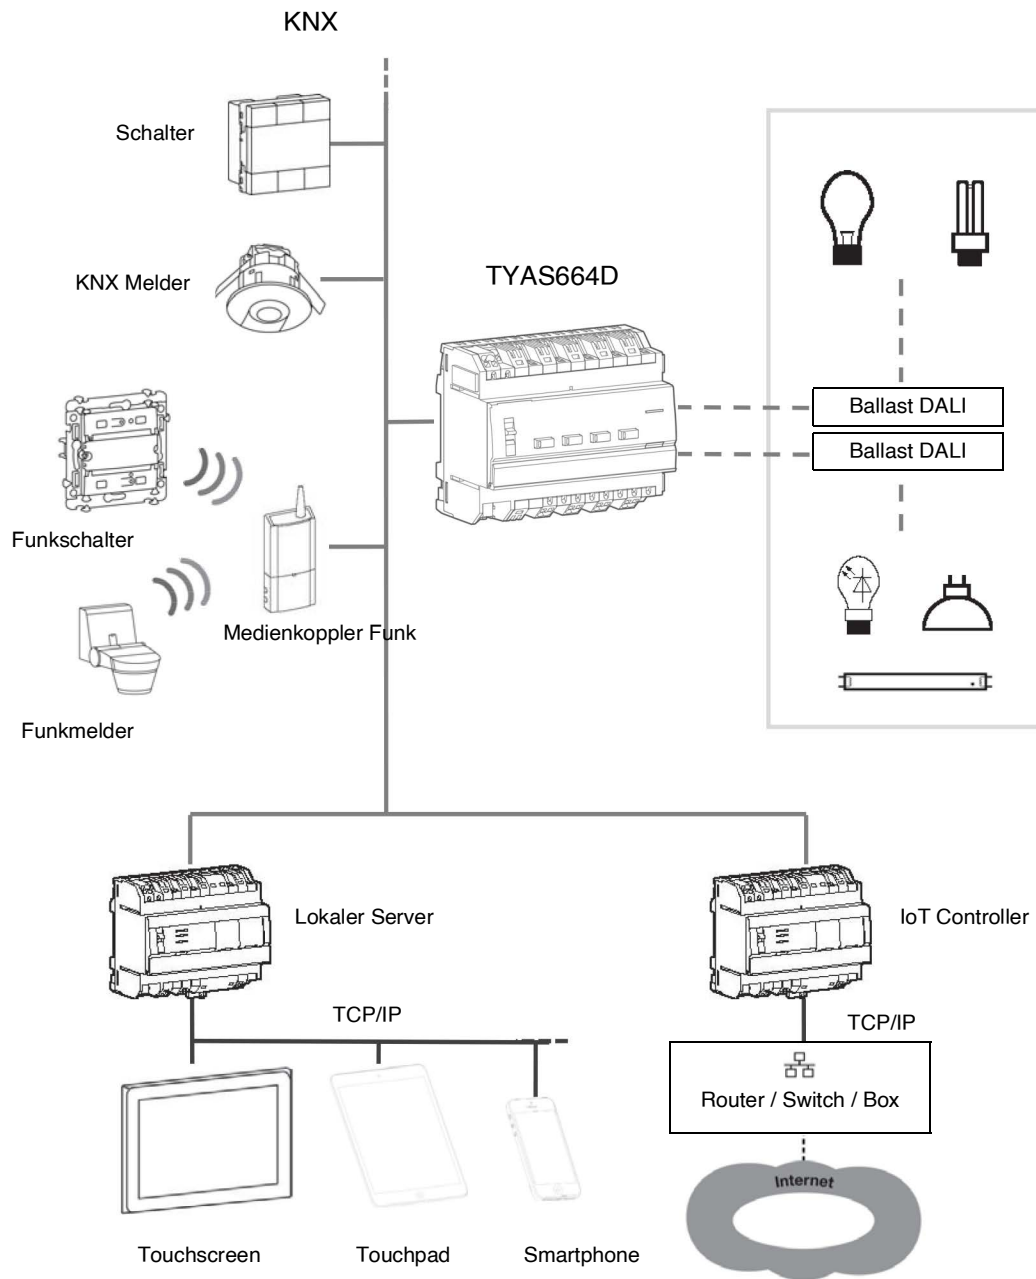 KNX
Schalter
KNX Melder
TYAS664D
Ballast DALI
Ballast DALI
Funkschalter
Medienkoppler Funk
Funkmelder
Lokaler Server
IoT Controller
TCP/IP
TCP/IP
Router / Switch / Box
Internet
Touchscreen
Touchpad
Smartphone